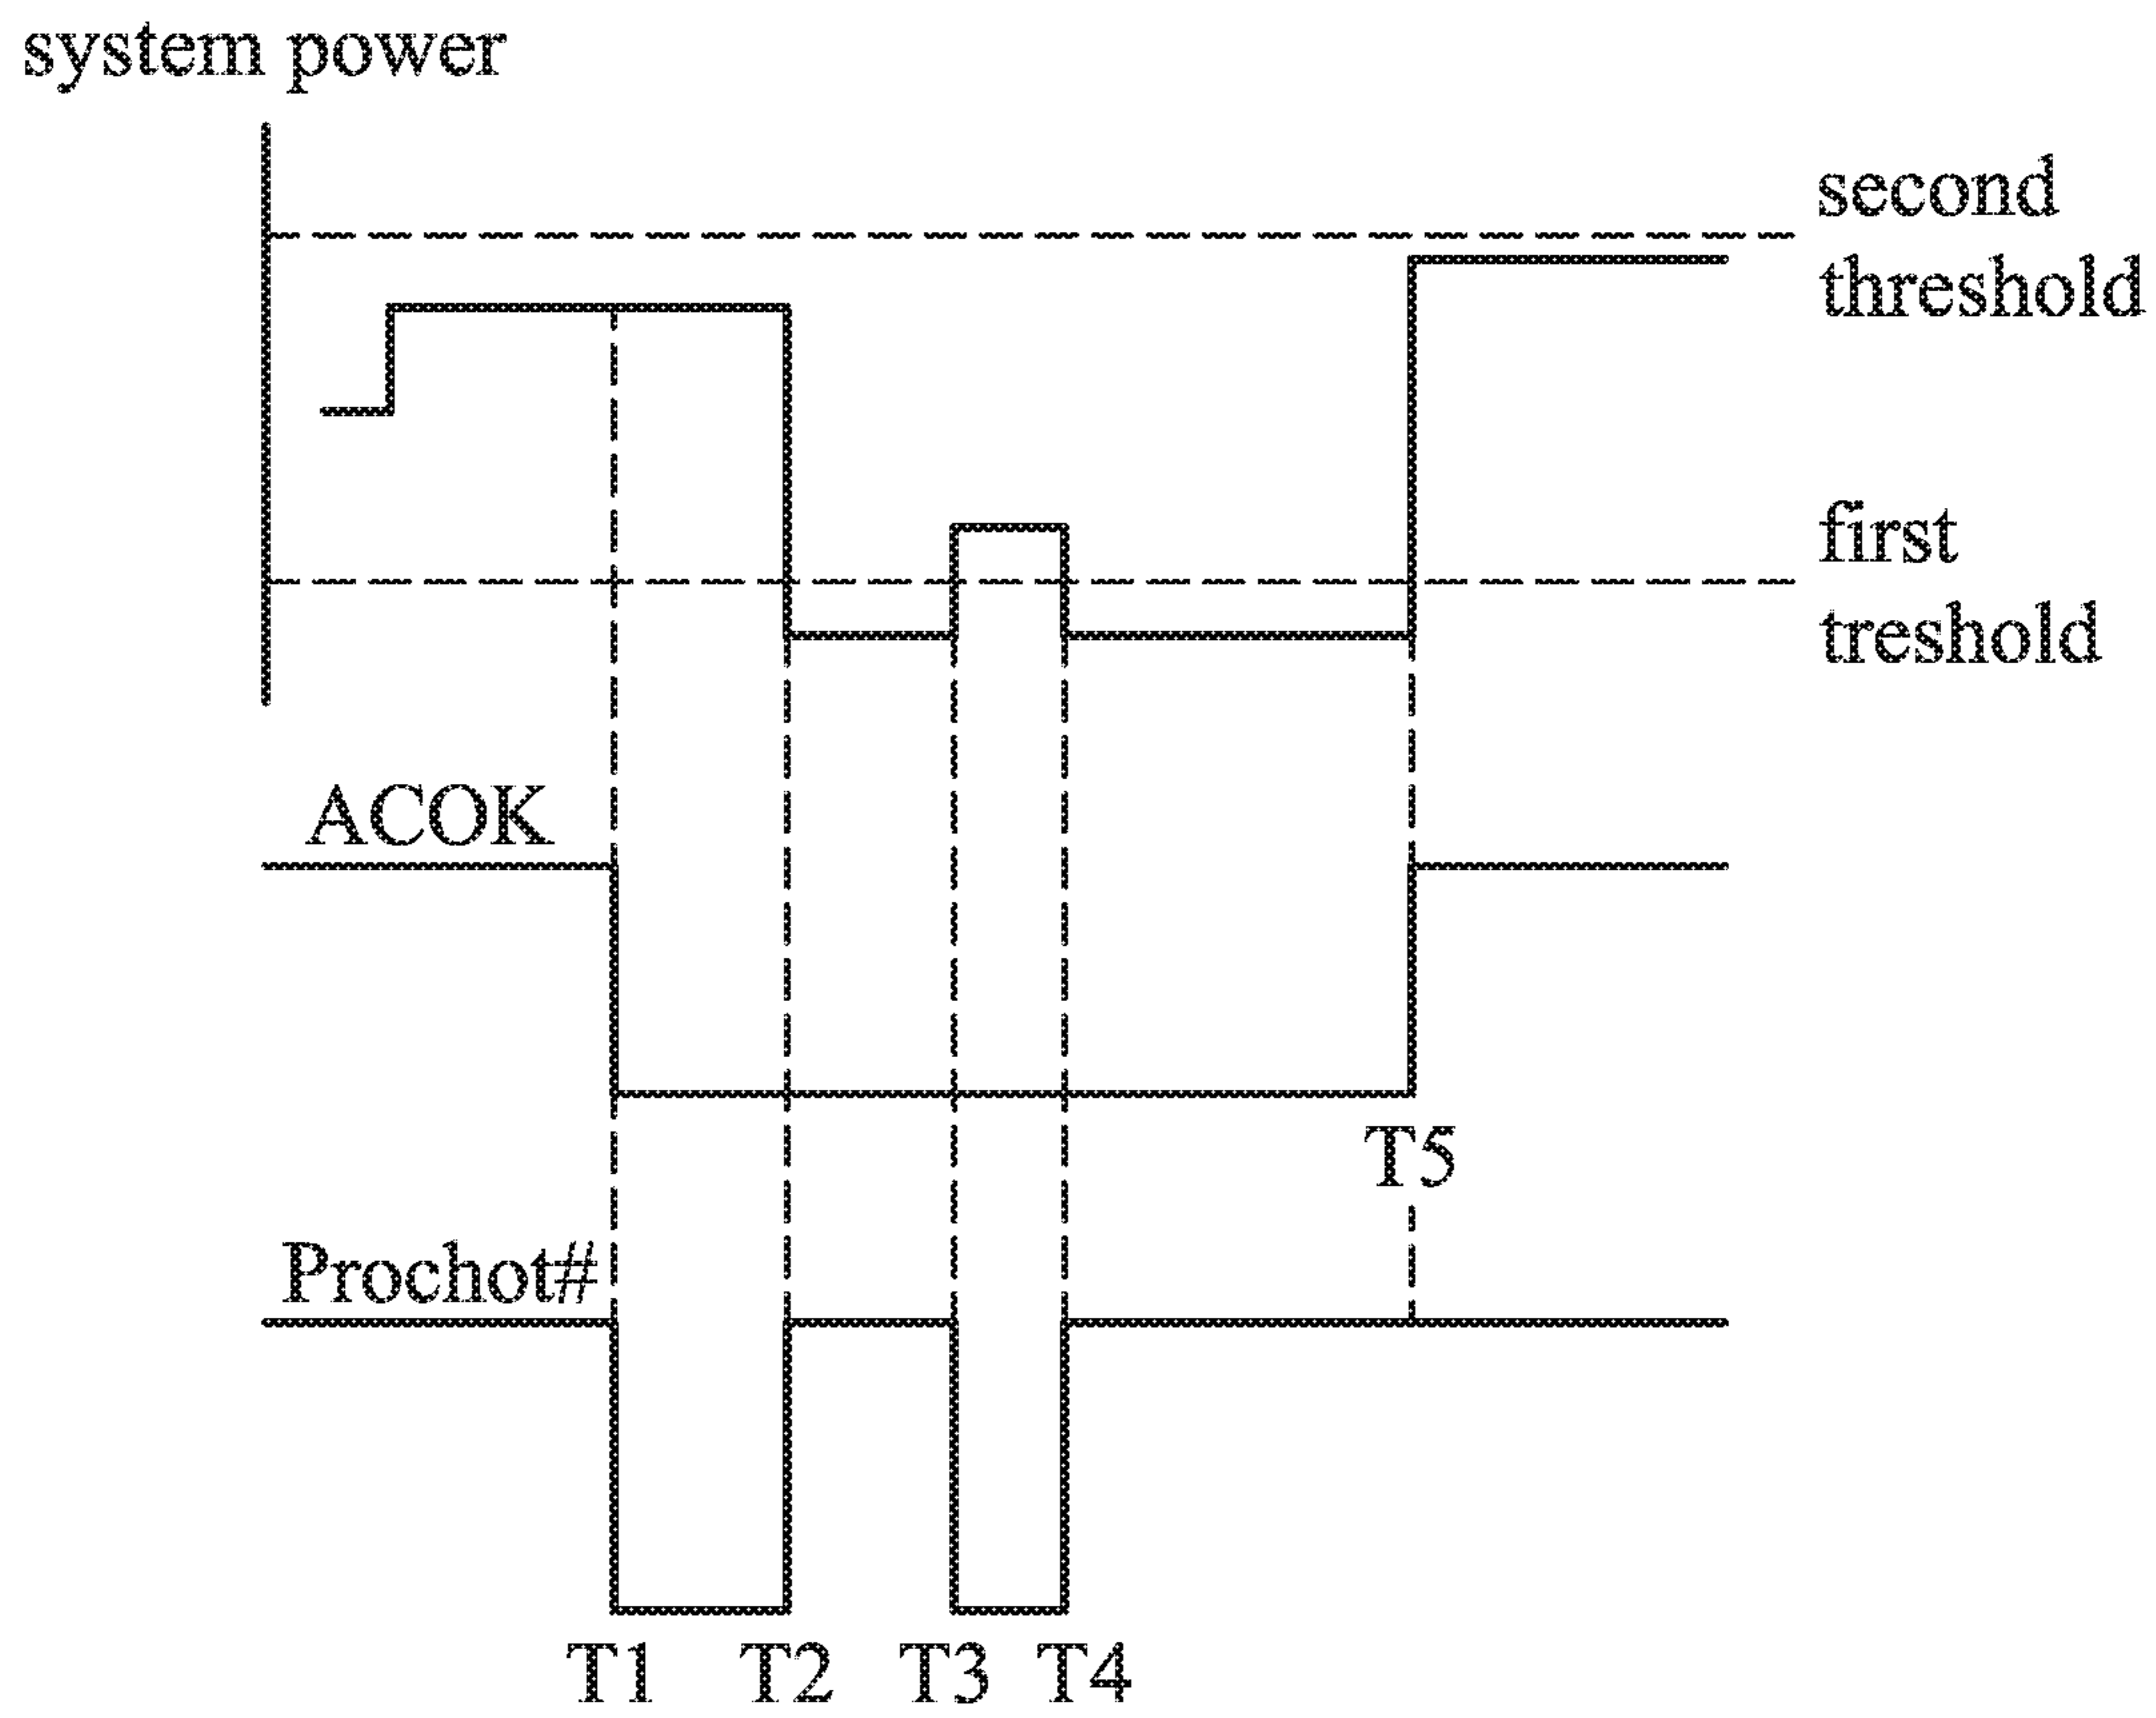 system power
second
threshold
first
treshold
ACOK
T5
Prochot#
T1 T2 T3 T4